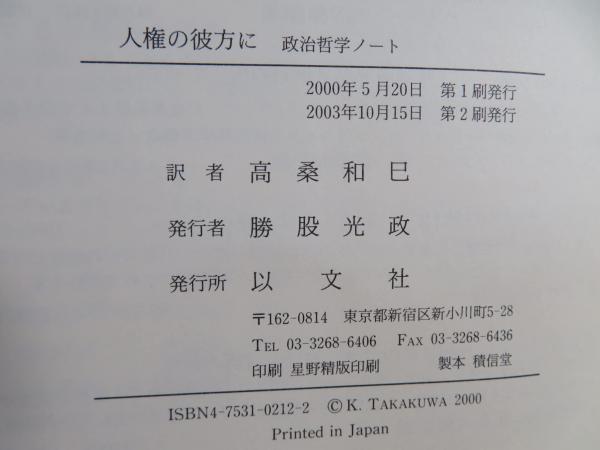 人権の彼方に 政治哲学ノート
2000年5月20日 第1刷発行
2003年10月15日 第2刷発行
訳者 高桑和巳
発行者 勝股光政
発行所 以文社
〒162-0814 東京都新宿区新小川町5-28
TEL 03-3268-6406 FAX 03-3268-6436
印刷 星野精版印刷 製本 積信堂
ISBN4-7531-0212-2 ©K. TAKAKUWA 2000
Printed in Japan